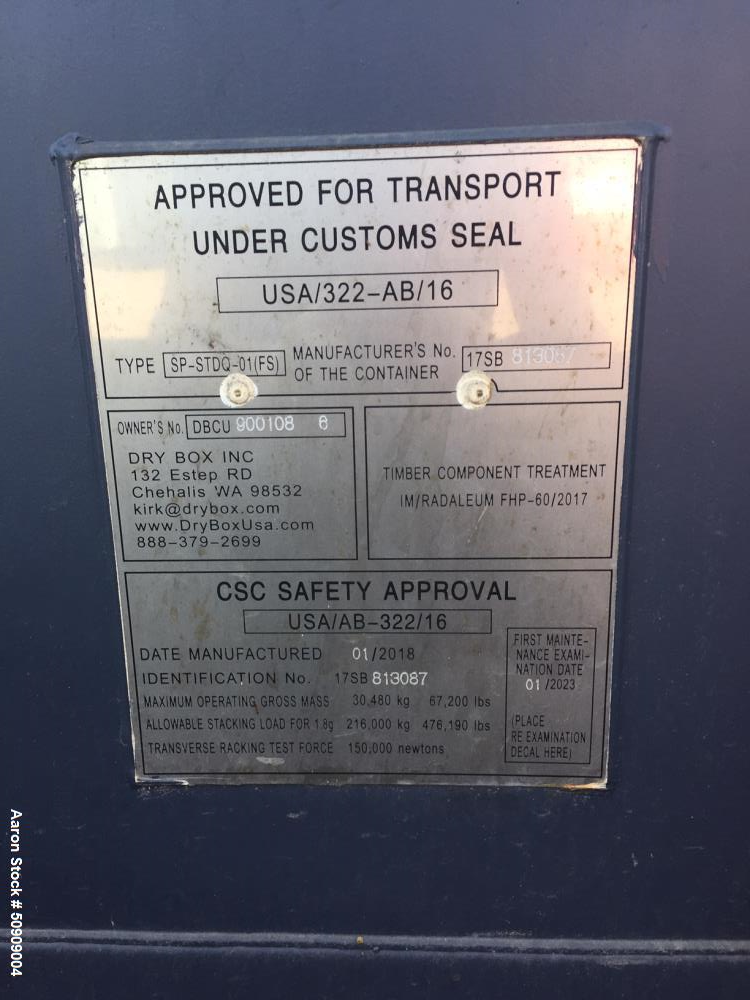 APPROVED FOR TRANSPORT
UNDER CUSTOMS SEAL
USA/322-AB/16
TYPE SP-STDQ-01(FS) MANUFACTURER'S No. OF THE CONTAINER 17SB 813087
OWNER'S No. DBCU 900108 6
DRY BOX INC
132 Estep RD
Chehalis WA 98532
kirk@drybox.com
www.DryBoxUsa.com
888-379-2699
TIMBER COMPONENT TREATMENT
IM/RADALEUM FHP-60/2017
CSC SAFETY APPROVAL
USA/AB-322/16
DATE MANUFACTURED 01/2018
IDENTIFICATION No. 17SB 813087
MAXIMUM OPERATING GROSS MASS 30,480 kg 67,200 lbs
ALLOWABLE STACKING LOAD FOR 1.8g 216,000 kg 476,190 lbs
TRANSVERSE RACKING TEST FORCE 150,000 newtons
FIRST MAINTE-
NANCE EXAMI-
NATION DATE
01 /2023
(PLACE
RE EXAMINATION
DECAL HERE)
Aaron Stock # 50909004